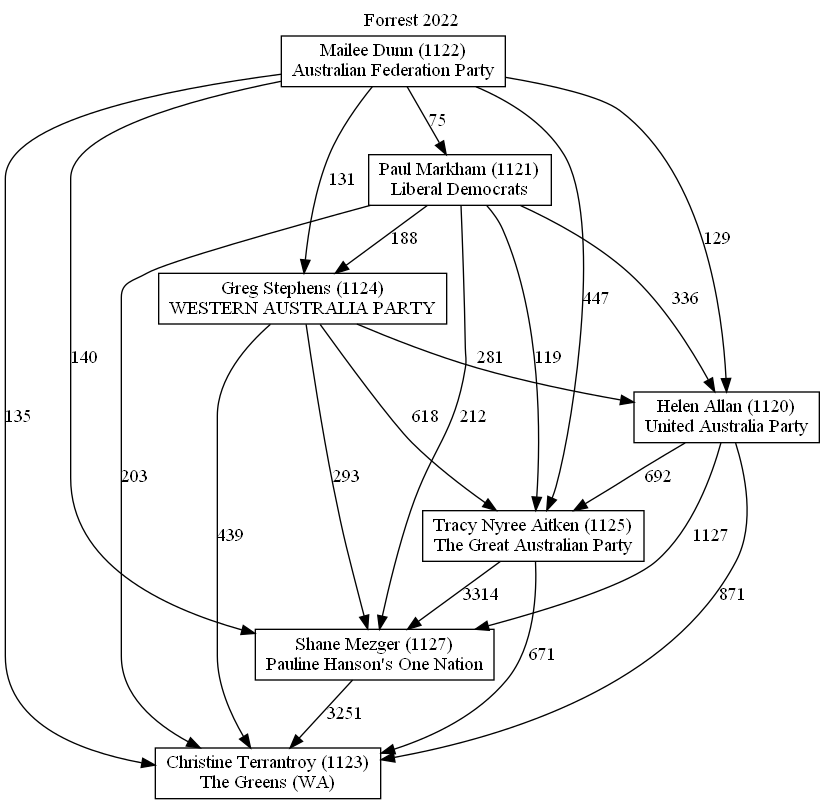 Forrest 2022
Mailee Dunn (1122)
Australian Federation Party
75
Paul Markham (1121)
Liberal Democrats
131
188
129
Greg Stephens (1124)
WESTERN AUSTRALIA PARTY
447
336
140
281
119
Helen Allan (1120)
United Australia Party
135
618
212
203
293
692
Tracy Nyree Aitken (1125)
The Great Australian Party
439
1127
3314
871
Shane Mezger (1127)
Pauline Hanson's One Nation
671
3251
Christine Terrantroy (1123)
The Greens (WA)